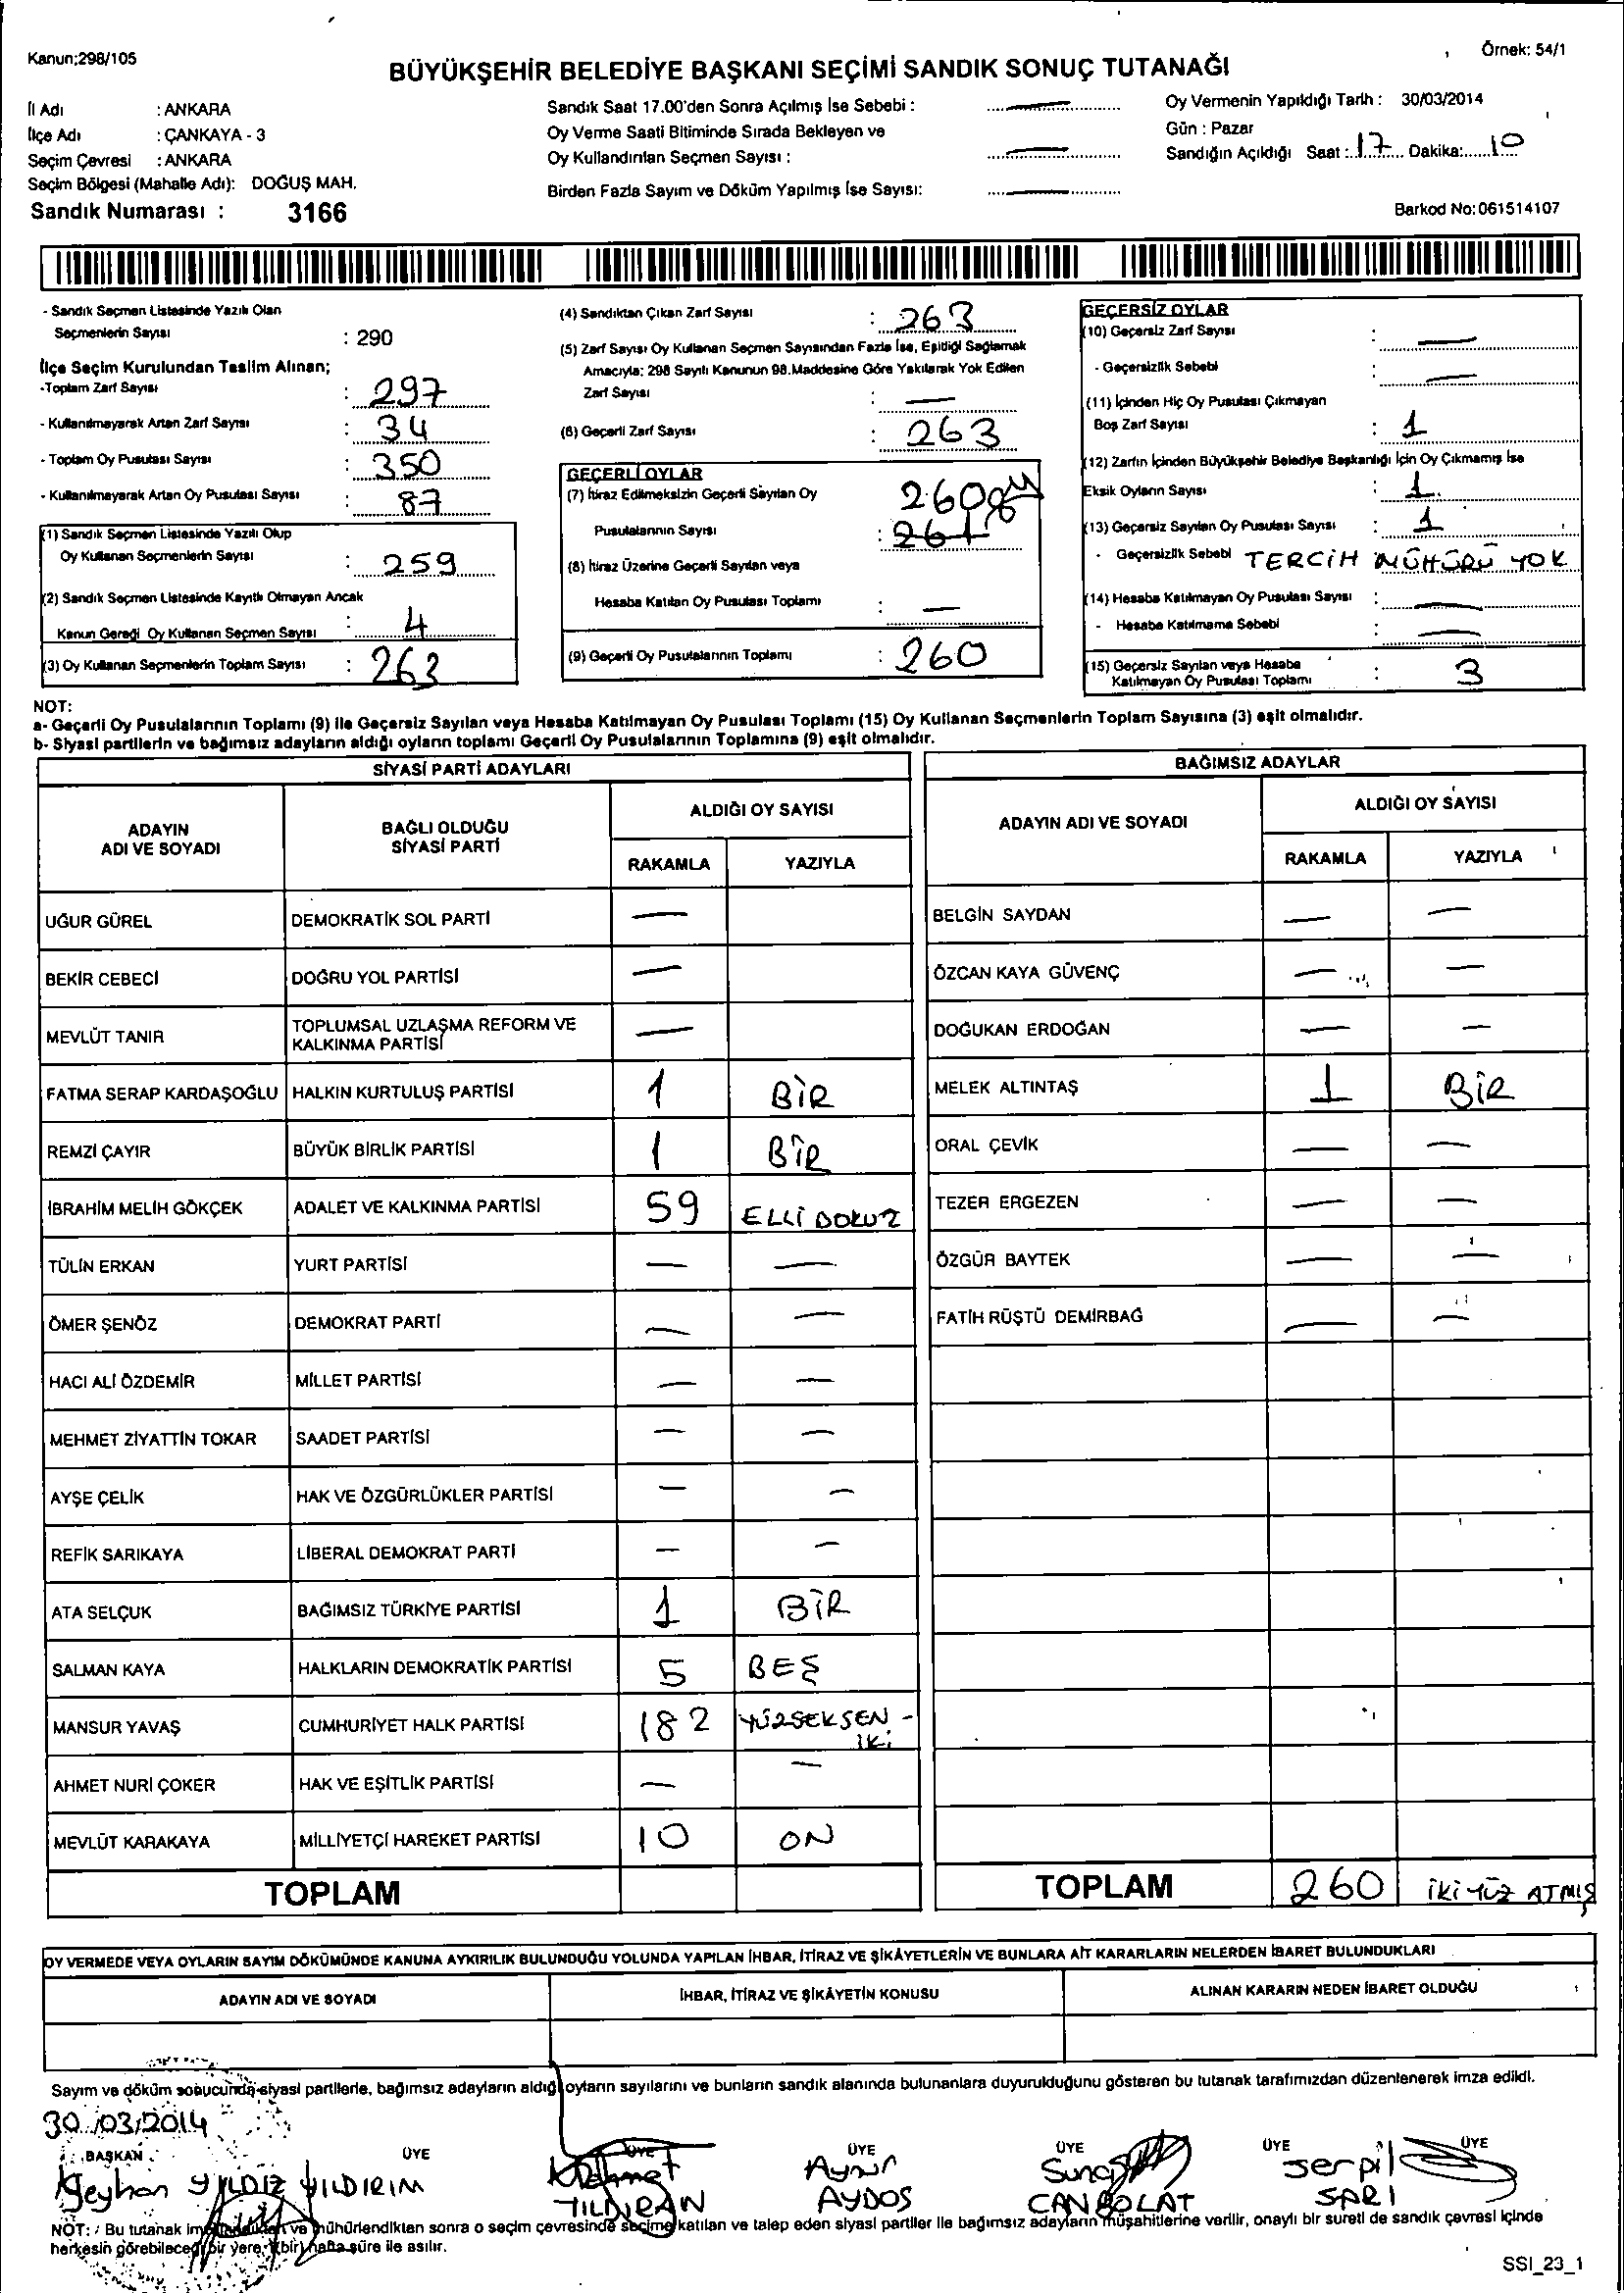 Kanun;298/105
Örnek: 54/1
BÜYÜKŞEHİR BELEDİYE BAŞKANI SEÇİMİ SANDIK SONUÇ TUTANAĞI
İl Adı : ANKARA
İlçe Adı : ÇANKAYA - 3
Seçim Çevresi : ANKARA
Seçim Bölgesi (Mahalle Adı): DOĞUŞ MAH.
Sandık Numarası : 3166
Sandık Saat 17.00'den Sonra Açılmış İse Sebebi : —
Oy Verme Saati Bitiminde Sırada Bekleyen ve
Oy Kullandırılan Seçmen Sayısı : —
Birden Fazla Sayım ve Döküm Yapılmış İse Sayısı: —
Oy Vermenin Yapıldığı Tarih : 30/03/2014
Gün : Pazar
Sandığın Açıldığı Saat : 17 Dakika: 10
Barkod No:061514107
- Sandık Seçmen Listesinde Yazılı Olan
Seçmenlerin Sayısı : 290
İlçe Seçim Kurulundan Teslim Alınan;
-Toplam Zarf Sayısı : 297
- Kullanılmayarak Artan Zarf Sayısı : 34
- Toplam Oy Pusulası Sayısı : 350
- Kullanılmayarak Artan Oy Pusulası Sayısı : 87
(1) Sandık Seçmen Listesinde Yazılı Olup
Oy Kullanan Seçmenlerin Sayısı : 259
(2) Sandık Seçmen Listesinde Kayıtlı Olmayan Ancak
Kanun Gereği Oy Kullanan Seçmen Sayısı : 4
(3) Oy Kullanan Seçmenlerin Toplam Sayısı : 263
(4) Sandıktan Çıkan Zarf Sayısı : 263
(5) Zarf Sayısı Oy Kullanan Seçmen Sayısından Fazla İse, Eşitliği Sağlamak
Amacıyla; 298 Sayılı Kanunun 98.Maddesine Göre Yakılarak Yok Edilen
Zarf Sayısı : —
(6) Geçerli Zarf Sayısı : 263
GEÇERLİ OYLAR
(7) İtiraz Edilmeksizin Geçerli Sayılan Oy 260
Pusulalarının Sayısı : 261
(8) İtiraz Üzerine Geçerli Sayılan veya
Hesaba Katılan Oy Pusulası Toplamı : —
(9) Geçerli Oy Pusulalarının Toplamı : 260
GEÇERSİZ OYLAR
(10) Geçersiz Zarf Sayısı : —
- Geçersizlik Sebebi : —
(11) İçinden Hiç Oy Pusulası Çıkmayan
Boş Zarf Sayısı : 1
(12) Zarfın İçinden Büyükşehir Belediye Başkanlığı İçin Oy Çıkmamış İse
Eksik Oyların Sayısı : 1
(13) Geçersiz Sayılan Oy Pusulası Sayısı : 1
- Geçersizlik Sebebi TERCİH MÜHÜRÜ YOK
(14) Hesaba Katılmayan Oy Pusulası Sayısı : —
- Hesaba Katılmama Sebebi : —
(15) Geçersiz Sayılan veya Hesaba
Katılmayan Oy Pusulası Toplamı : 3
NOT:
a- Geçerli Oy Pusulalarının Toplamı (9) ile Geçersiz Sayılan veya Hesaba Katılmayan Oy Pusulası Toplamı (15) Oy Kullanan Seçmenlerin Toplam Sayısına (3) eşit olmalıdır.
b- Siyasi partilerin ve bağımsız adayların aldığı oyların toplamı Geçerli Oy Pusulalarının Toplamına (9) eşit olmalıdır.
SİYASİ PARTİ ADAYLARI
ADAYIN ADI VE SOYADI
BAĞLI OLDUĞU SİYASİ PARTİ
ALDIĞI OY SAYISI
RAKAMLA YAZIYLA
UĞUR GÜREL DEMOKRATİK SOL PARTİ —
BEKİR CEBECİ DOĞRU YOL PARTİSİ —
MEVLÜT TANIR TOPLUMSAL UZLAŞMA REFORM VE KALKINMA PARTİSİ —
FATMA SERAP KARDAŞOĞLU HALKIN KURTULUŞ PARTİSİ 1 BİR
REMZİ ÇAYIR BÜYÜK BİRLİK PARTİSİ 1 BİR
İBRAHİM MELİH GÖKÇEK ADALET VE KALKINMA PARTİSİ 59 ELLİ DOKUZ
TÜLİN ERKAN YURT PARTİSİ — —
ÖMER ŞENÖZ DEMOKRAT PARTİ — —
HACI ALİ ÖZDEMİR MİLLET PARTİSİ — —
MEHMET ZİYATTİN TOKAR SAADET PARTİSİ — —
AYŞE ÇELİK HAK VE ÖZGÜRLÜKLER PARTİSİ — —
REFİK SARIKAYA LİBERAL DEMOKRAT PARTİ — —
ATA SELÇUK BAĞIMSIZ TÜRKİYE PARTİSİ 1 BİR
SALMAN KAYA HALKLARIN DEMOKRATİK PARTİSİ 5 BEŞ
MANSUR YAVAŞ CUMHURİYET HALK PARTİSİ 182 YÜZSEKSEN - İKİ
AHMET NURİ ÇOKER HAK VE EŞİTLİK PARTİSİ — —
MEVLÜT KARAKAYA MİLLİYETÇİ HAREKET PARTİSİ 10 ON
TOPLAM
BAĞIMSIZ ADAYLAR
ADAYIN ADI VE SOYADI
ALDIĞI OY SAYISI
RAKAMLA YAZIYLA
BELGİN SAYDAN — —
ÖZCAN KAYA GÜVENÇ — —
DOĞUKAN ERDOĞAN — —
MELEK ALTINTAŞ 1 BİR
ORAL ÇEVİK — —
TEZER ERGEZEN — —
ÖZGÜR BAYTEK — —
FATİH RÜŞTÜ DEMİRBAĞ — —
TOPLAM 260 İKİ YÜZ ATMIŞ
OY VERMEDE VEYA OYLARIN SAYIM DÖKÜMÜNDE KANUNA AYKIRILIK BULUNDUĞU YOLUNDA YAPILAN İHBAR, İTİRAZ VE ŞİKÂYETLERİN VE BUNLARA AİT KARARLARIN NELERDEN İBARET BULUNDUKLARI
ADAYIN ADI VE SOYADI
İHBAR, İTİRAZ VE ŞİKÂYETİN KONUSU
ALINAN KARARIN NEDEN İBARET OLDUĞU
Sayım ve döküm sonucunda siyasi partilerle, bağımsız adayların aldığı oyların sayılarını ve bunların sandık alanında bulunanlara duyurulduğunu gösteren bu tutanak tarafımızdan düzenlenerek imza edildi.
30/03/2014
BAŞKAN ÜYE ÜYE ÜYE ÜYE ÜYE ÜYE
YILDIZ YILDIRIM
Mehmet YILDIRAN
Aynur AYDOS
CANBOLAT
Serpil SARI
NOT: Bu tutanak imzalandıktan ve mühürlendikten sonra o seçim çevresinde seçime katılan ve talep eden siyasi partiler ile bağımsız adayların müşahitlerine verilir, onaylı bir sureti de sandık çevresi içinde
herkesin görebileceği bir yere, (bir) hafta süre ile asılır.
SSI_23_1